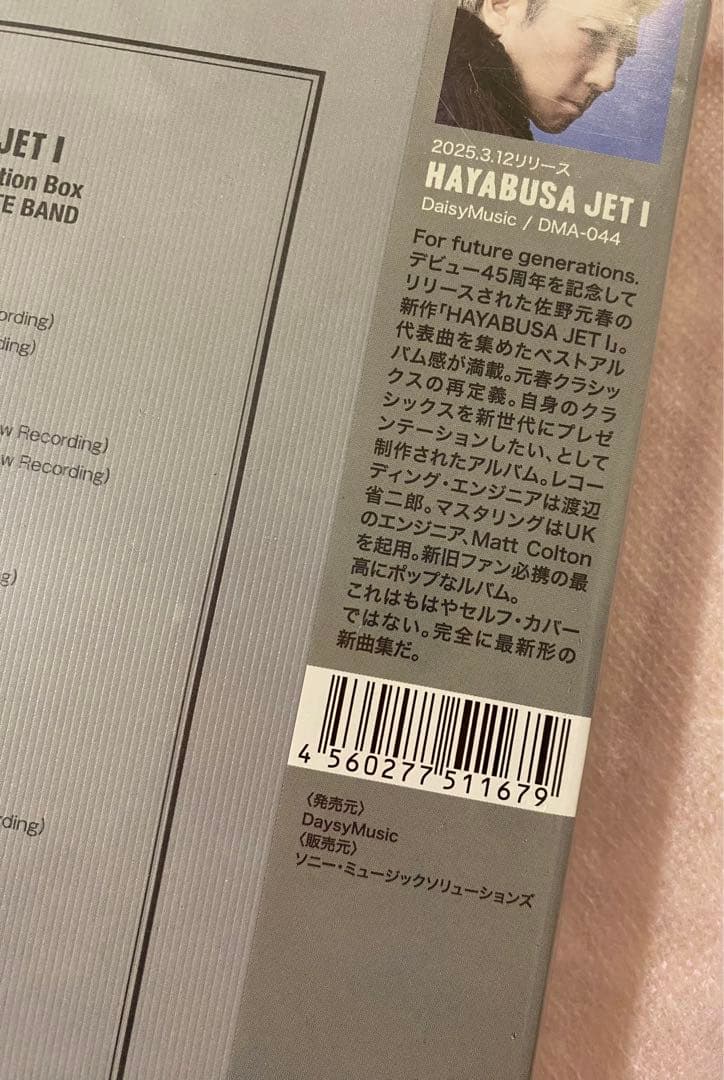 JET I
tion Box
TE BAND
ording)
ding)
w Recording)
w Recording)
g)
ding)
2025.3.12リリース
HAYABUSA JET I
DaisyMusic / DMA-044
For future generations.
デビュー45周年を記念して
リリースされた佐野元春の
新作「HAYABUSA JET I」。
代表曲を集めたベストアル
バム感が満載。元春クラシッ
クスの再定義。自身のクラ
シックスを新世代にプレゼ
ンテーションしたい、として
制作されたアルバム。レコー
ディング・エンジニアは渡辺
省二郎。マスタリングはUK
のエンジニア、Matt Colton
を起用。新旧ファン必携の最
高にポップなルバム。
これはもはやセルフ・カバー
ではない。完全に最新形の
新曲集だ。
4 560277 511679
〈発売元〉
DaysyMusic
〈販売元〉
ソニー・ミュージックソリューションズ